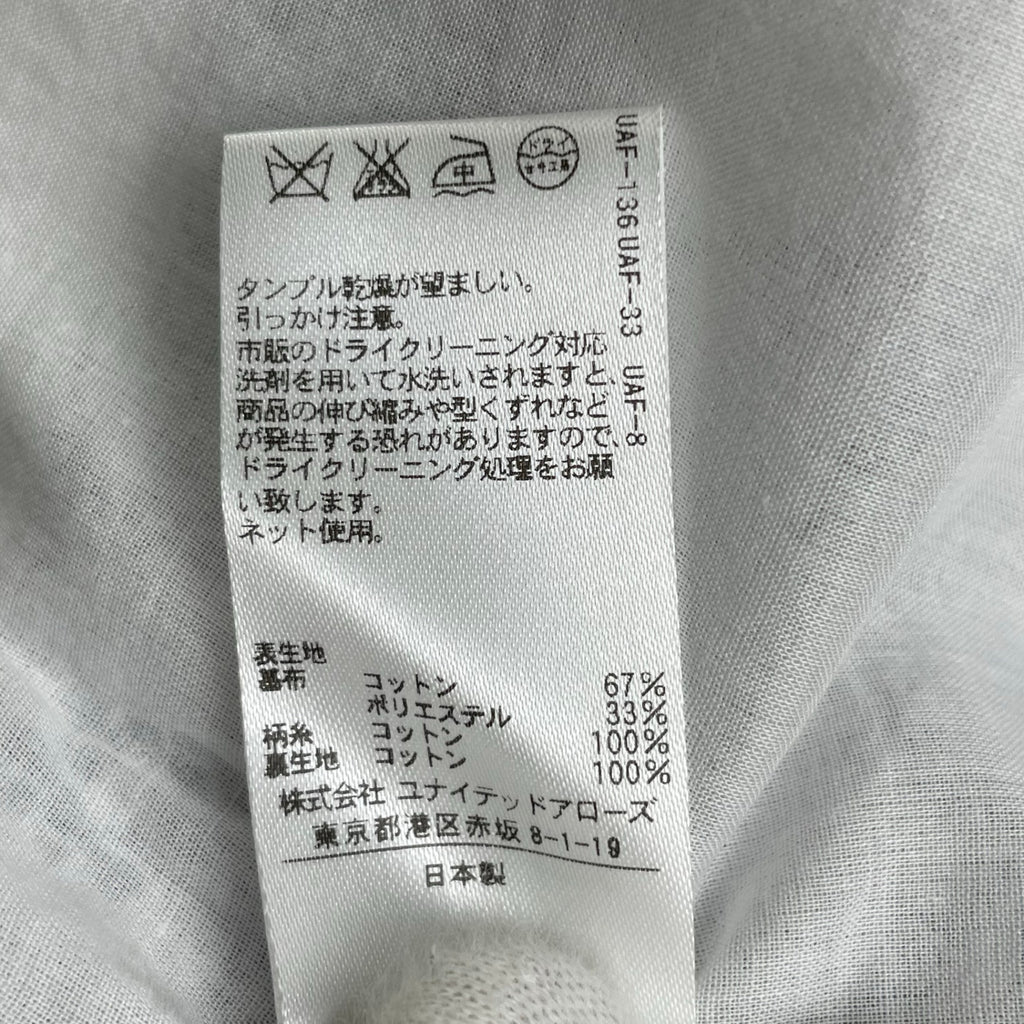 中
ドライ
セキユ系
タンブル乾燥が望ましい。
引っかけ注意。
市販のドライクリーニング対応
洗剤を用いて水洗いされますと、
商品の伸び縮みや型くずれなど
が発生する恐れがありますので、
ドライクリーニング処理をお願
い致します。
ネット使用。
UAF-136 UAF-33 UAF-8
表生地
基布 コットン 67%
ポリエステル 33%
柄糸 コットン 100%
裏生地 コットン 100%
株式会社 ユナイテッドアローズ
東京都港区赤坂8-1-19
日本製